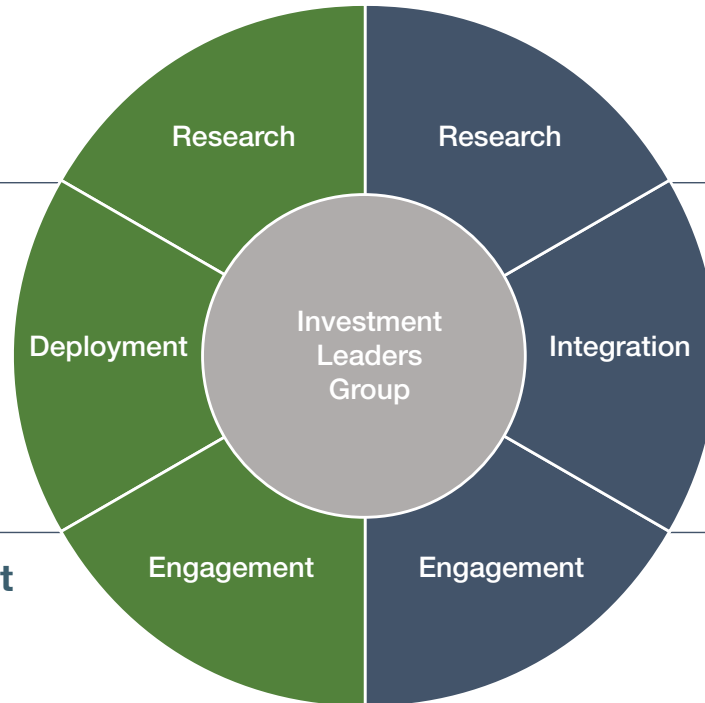 Research
Research
Investment
Leaders
Group
Deployment
Integration
Engagement
Engagement
t